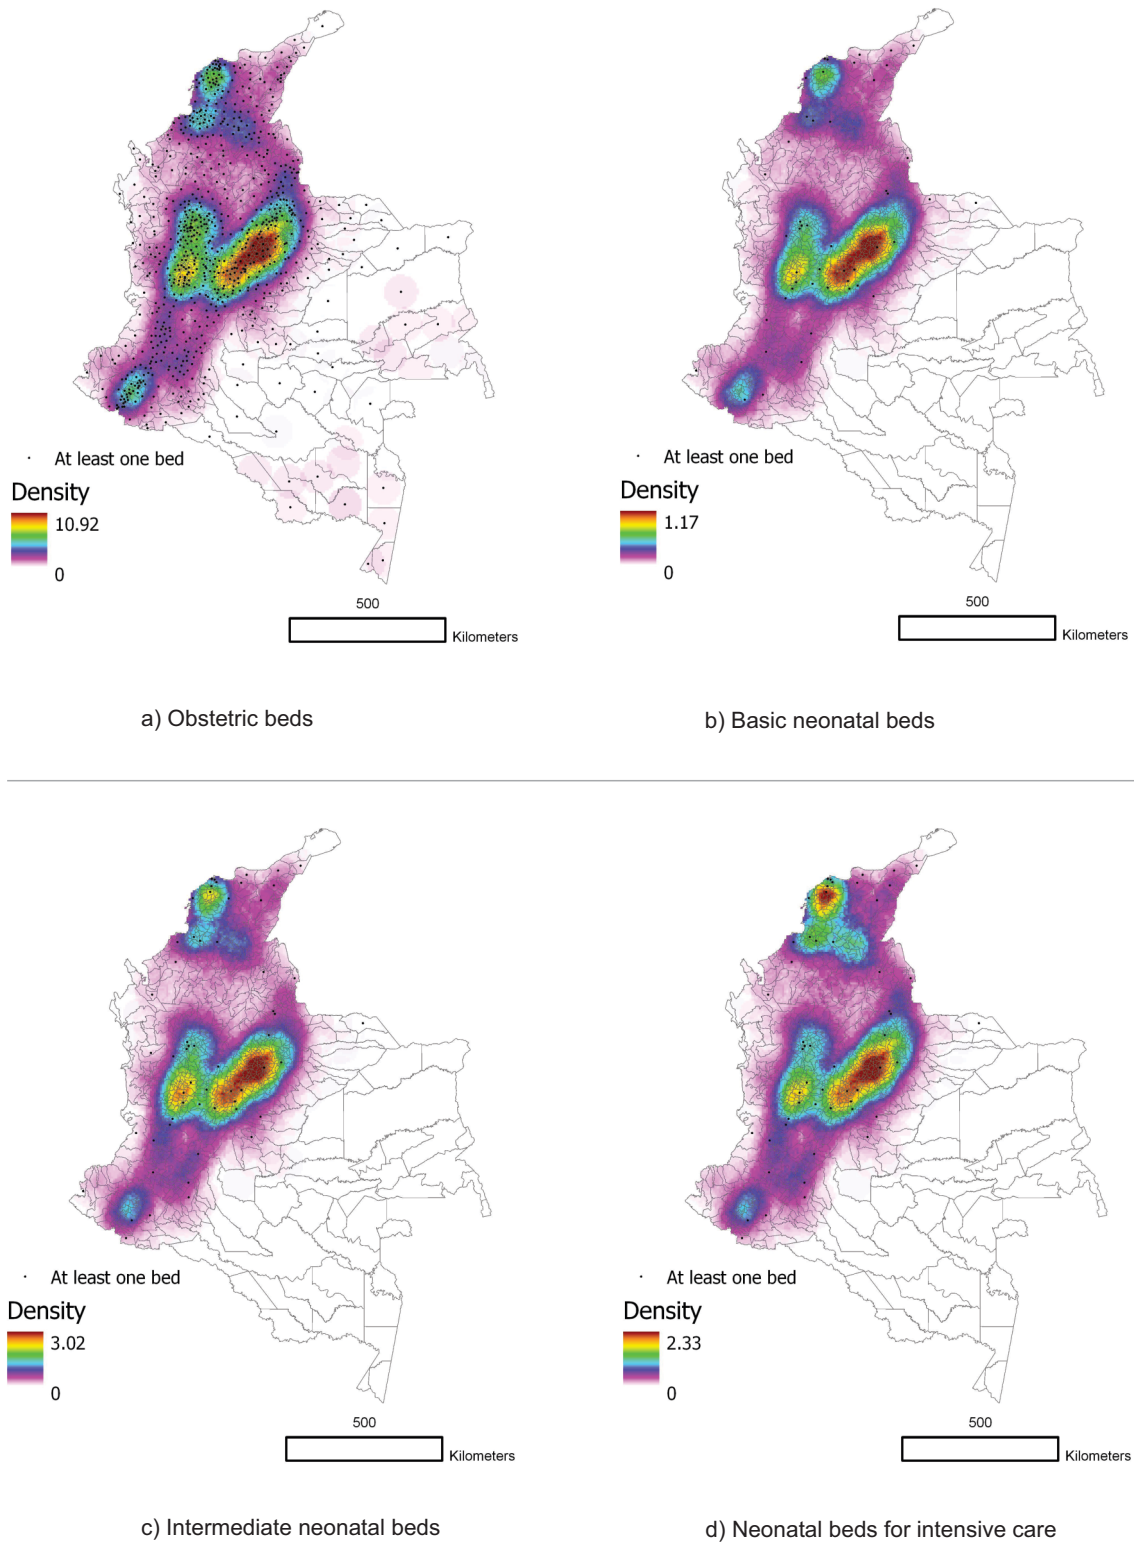 At least one bed
Density
10.92
0
500
Kilometers
a) Obstetric beds
At least one bed
Density
1.17
0
500
Kilometers
b) Basic neonatal beds
At least one bed
Density
3.02
0
500
Kilometers
c) Intermediate neonatal beds
At least one bed
Density
2.33
0
500
Kilometers
d) Neonatal beds for intensive care